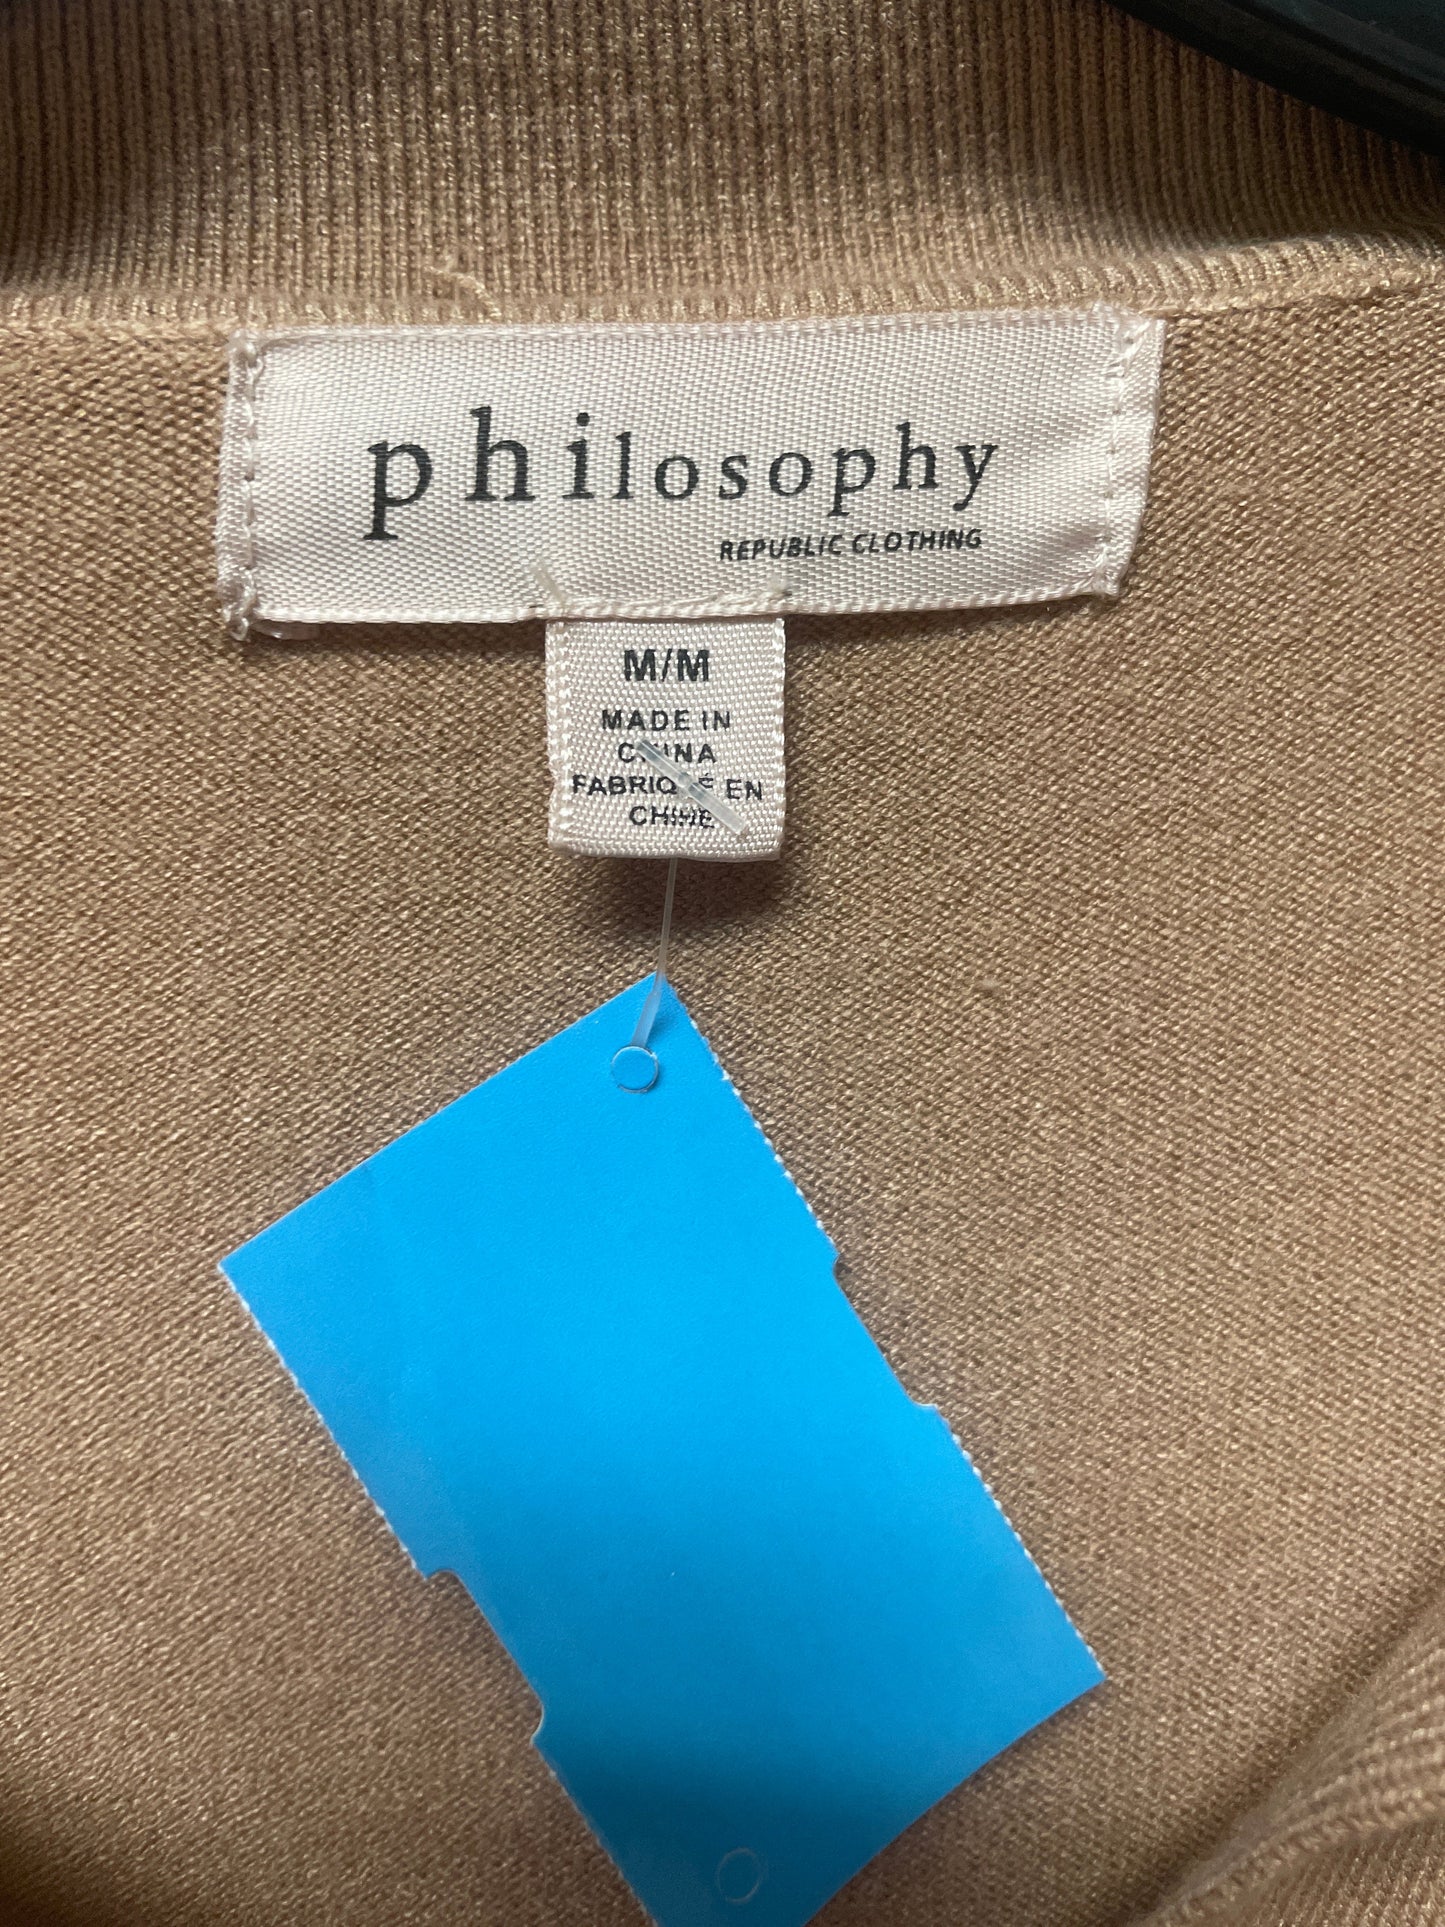 philosophy
REPUBLIC CLOTHING
M/M
MADE IN
CHINA
FABRIQUÉ EN
CHINE